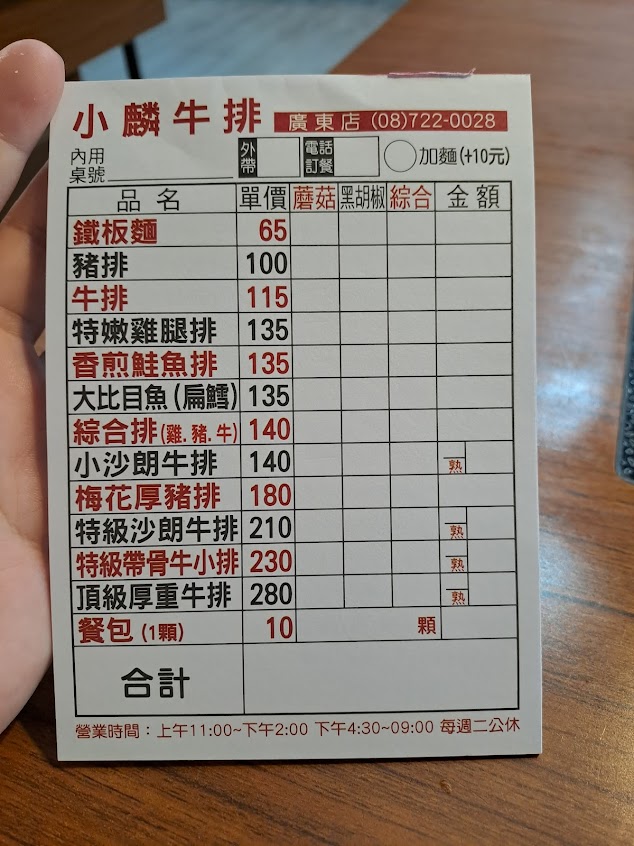 小麟牛排 廣東店 (08)722-0028
內用桌號 外帶 電話訂餐 加麵(+10元)
品名 單價 蘑菇 黑胡椒 綜合 金額
鐵板麵 65
豬排 100
牛排 115
特嫩雞腿排 135
香煎鮭魚排 135
大比目魚(扁鱈) 135
綜合排(雞.豬.牛) 140
小沙朗牛排 140 熟
梅花厚豬排 180
特級沙朗牛排 210 熟
特級帶骨牛小排 230 熟
頂級厚重牛排 280 熟
餐包(1顆) 10 顆
合計
營業時間：上午11:00~下午2:00 下午4:30~09:00 每週二公休